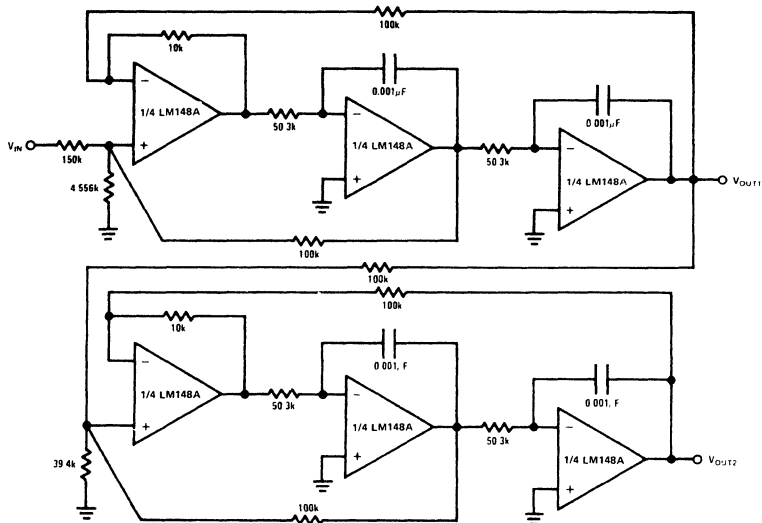 100k
10k
0.001μF
0 001μF
−
1/4 LM148A
+
50 3k
−
1/4 LM148A
+
50 3k
−
1/4 LM148A
+
VIN
150k
4 556k
VOUT1
100k
100k
100k
10k
0 001, F
0 001, F
−
1/4 LM148A
+
50 3k
−
1/4 LM148A
+
50 3k
−
1/4 LM148A
+
39 4k
VOUT2
100k